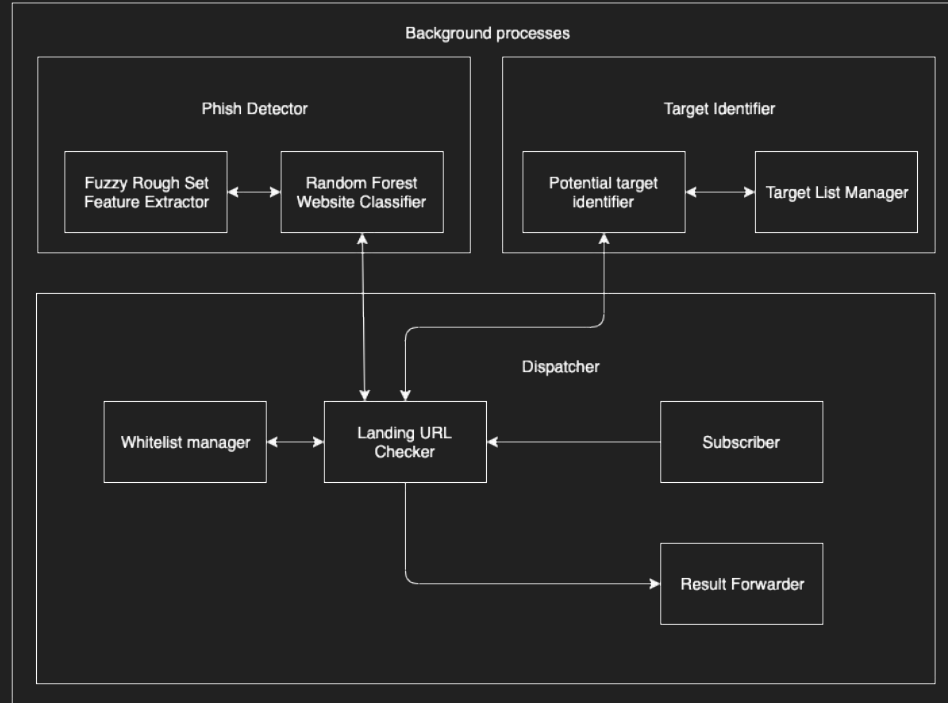 Background processes
Phish Detector
Target Identifier
Fuzzy Rough Set
Feature Extractor
Random Forest
Website Classifier
Potential target
identifier
Target List Manager
Dispatcher
Whitelist manager
Landing URL
Checker
Subscriber
Result Forwarder